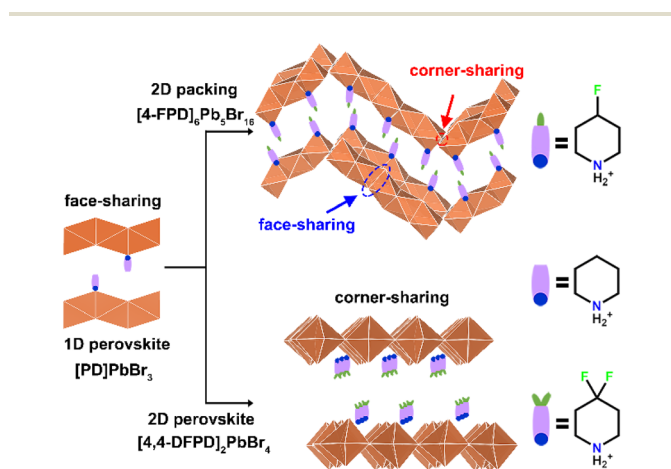 2D packing
[4-FPD]6Pb5Br16
corner-sharing
face-sharing
face-sharing
1D perovskite
[PD]PbBr3
corner-sharing
2D perovskite
[4,4-DFPD]2PbBr4
=
F
N
H2+
=
N
H2+
=
F F
N
H2+